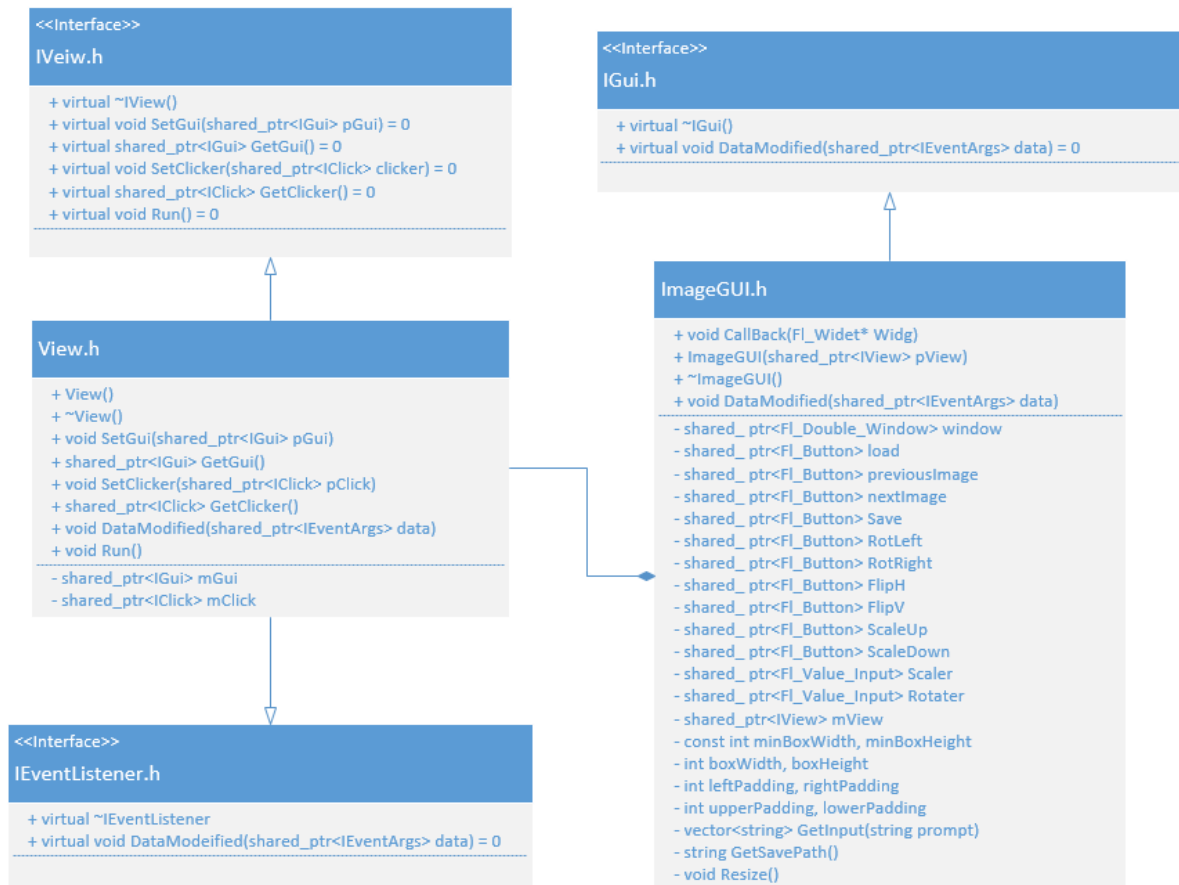 <<Interface>>
IVeiw.h
+ virtual ~IView()
+ virtual void SetGui(shared_ptr<IGui> pGui) = 0
+ virtual shared_ptr<IGui> GetGui() = 0
+ virtual void SetClicker(shared_ptr<IClick> clicker) = 0
+ virtual shared_ptr<IClick> GetClicker() = 0
+ virtual void Run() = 0
<<Interface>>
IGui.h
+ virtual ~IGui()
+ virtual void DataModified(shared_ptr<IEventArgs> data) = 0
View.h
+ View()
+ ~View()
+ void SetGui(shared_ptr<IGui> pGui)
+ shared_ptr<IGui> GetGui()
+ void SetClicker(shared_ptr<IClick> pClick)
+ shared_ptr<IClick> GetClicker()
+ void DataModified(shared_ptr<IEventArgs> data)
+ void Run()
- shared_ptr<IGui> mGui
- shared_ptr<IClick> mClick
ImageGUI.h
+ void CallBack(Fl_Widet* Widg)
+ ImageGUI(shared_ptr<IView> pView)
+ ~ImageGUI()
+ void DataModified(shared_ptr<IEventArgs> data)
- shared_ ptr<Fl_Double_Window> window
- shared_ ptr<Fl_Button> load
- shared_ ptr<Fl_Button> previousImage
- shared_ ptr<Fl_Button> nextImage
- shared_ ptr<Fl_Button> Save
- shared_ ptr<Fl_Button> RotLeft
- shared_ ptr<Fl_Button> RotRight
- shared_ ptr<Fl_Button> FlipH
- shared_ ptr<Fl_Button> FlipV
- shared_ ptr<Fl_Button> ScaleUp
- shared_ ptr<Fl_Button> ScaleDown
- shared_ ptr<Fl_Value_Input> Scaler
- shared_ ptr<Fl_Value_Input> Rotater
- shared_ptr<IView> mView
- const int minBoxWidth, minBoxHeight
- int boxWidth, boxHeight
- int leftPadding, rightPadding
- int upperPadding, lowerPadding
- vector<string> GetInput(string prompt)
- string GetSavePath()
- void Resize()
<<Interface>>
IEventListener.h
+ virtual ~IEventListener
+ virtual void DataModeified(shared_ptr<IEventArgs> data) = 0